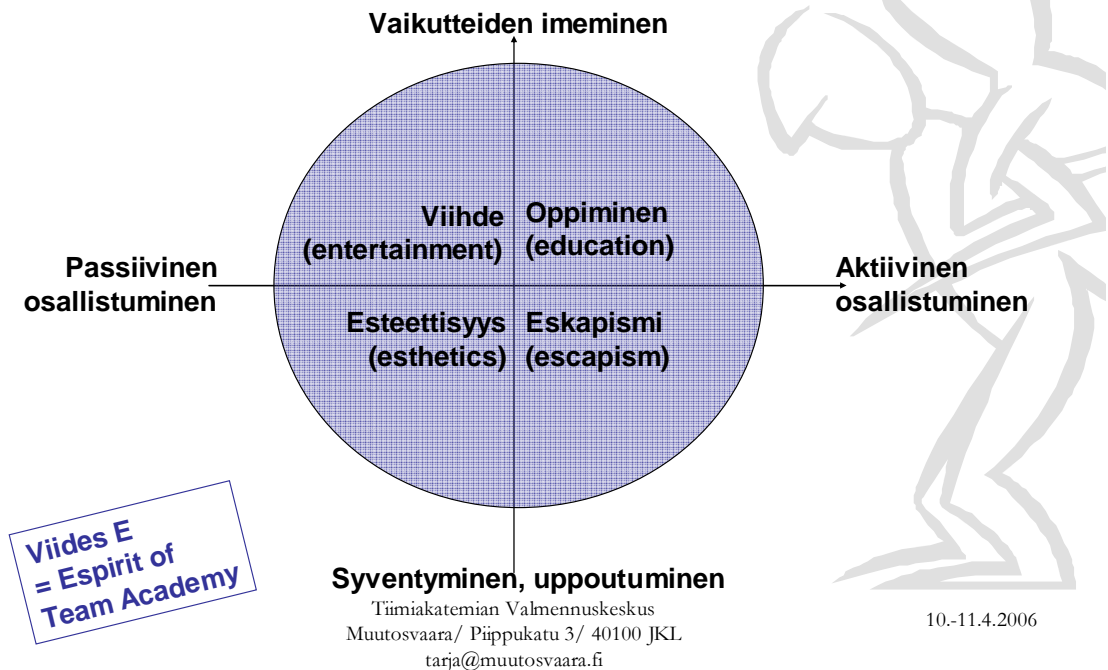 Vaikutteiden imeminen
Viihde
(entertainment)
Oppiminen
(education)
Passiivinen
osallistuminen
Aktiivinen
osallistuminen
Esteettisyys
(esthetics)
Eskapismi
(escapism)
Viides E
= Espirit of
Team Academy
Syventyminen, uppoutuminen
Tiimiakatemian Valmennuskeskus
Muutosvaara/ Piippukatu 3/ 40100 JKL
tarja@muutosvaara.fi
10.-11.4.2006